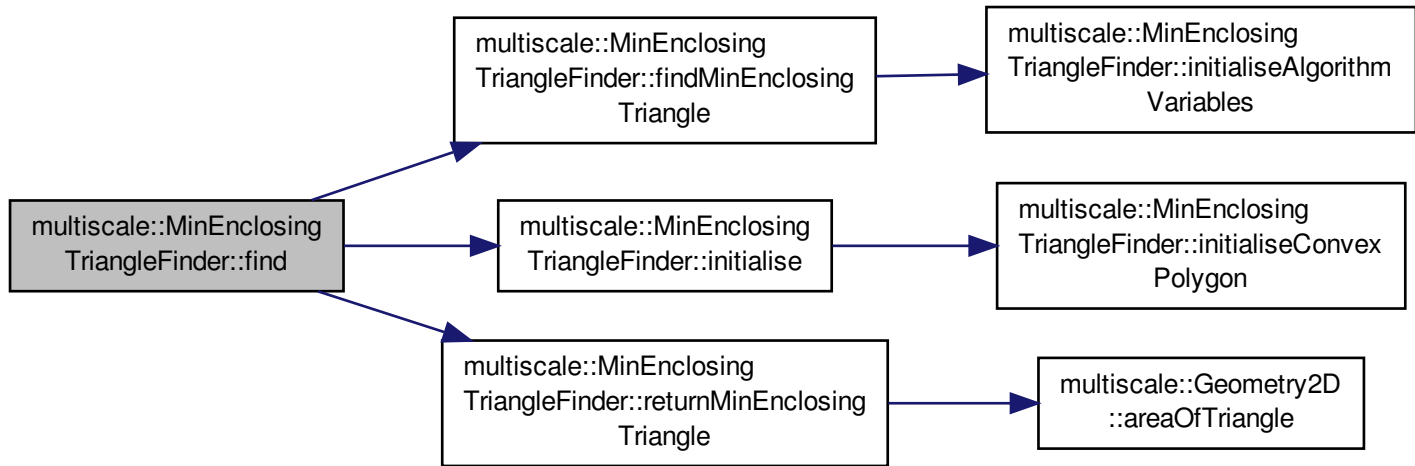 multiscale::MinEnclosing
TriangleFinder::find
multiscale::MinEnclosing
TriangleFinder::findMinEnclosing
Triangle
multiscale::MinEnclosing
TriangleFinder::initialiseAlgorithm
Variables
multiscale::MinEnclosing
TriangleFinder::initialise
multiscale::MinEnclosing
TriangleFinder::initialiseConvex
Polygon
multiscale::MinEnclosing
TriangleFinder::returnMinEnclosing
Triangle
multiscale::Geometry2D
::areaOfTriangle